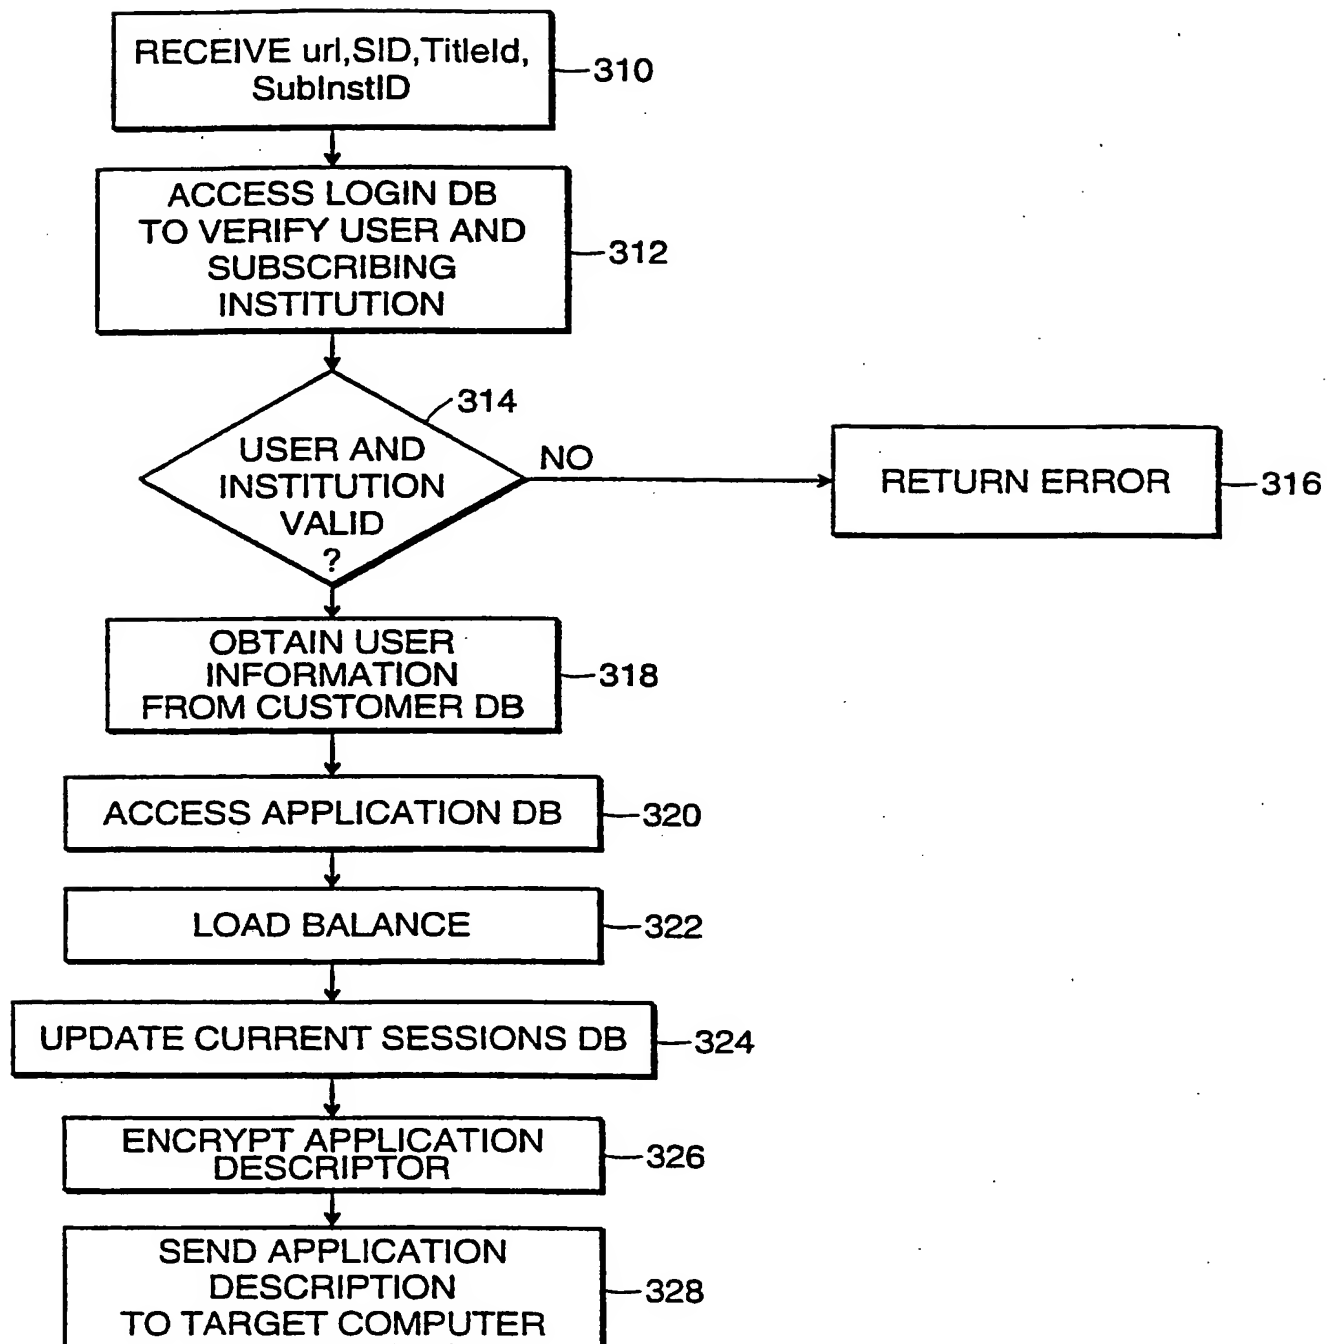 RECEIVE url,SID,TitleId,
SubInstID
310
ACCESS LOGIN DB
TO VERIFY USER AND
SUBSCRIBING
INSTITUTION
312
314
USER AND
INSTITUTION
VALID
?
NO
RETURN ERROR
316
OBTAIN USER
INFORMATION
FROM CUSTOMER DB
318
ACCESS APPLICATION DB
320
LOAD BALANCE
322
UPDATE CURRENT SESSIONS DB
324
ENCRYPT APPLICATION
DESCRIPTOR
326
SEND APPLICATION
DESCRIPTION
TO TARGET COMPUTER
328